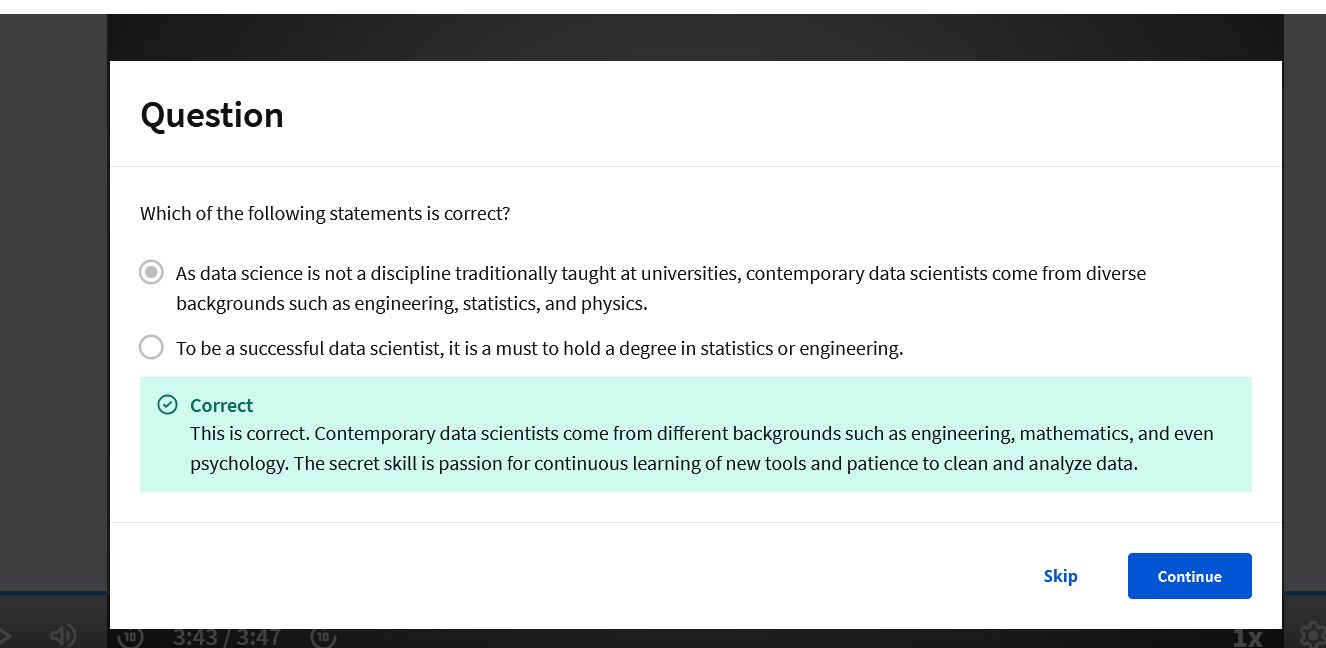 Question
Which of the following statements is correct?
As data science is not a discipline traditionally taught at universities, contemporary data scientists come from diverse
backgrounds such as engineering, statistics, and physics.
To be a successful data scientist, it is a must to hold a degree in statistics or engineering.
Correct
This is correct. Contemporary data scientists come from different backgrounds such as engineering, mathematics, and even
psychology. The secret skill is passion for continuous learning of new tools and patience to clean and analyze data.
Skip
Continue
10 3:43 / 3:47 10 1x